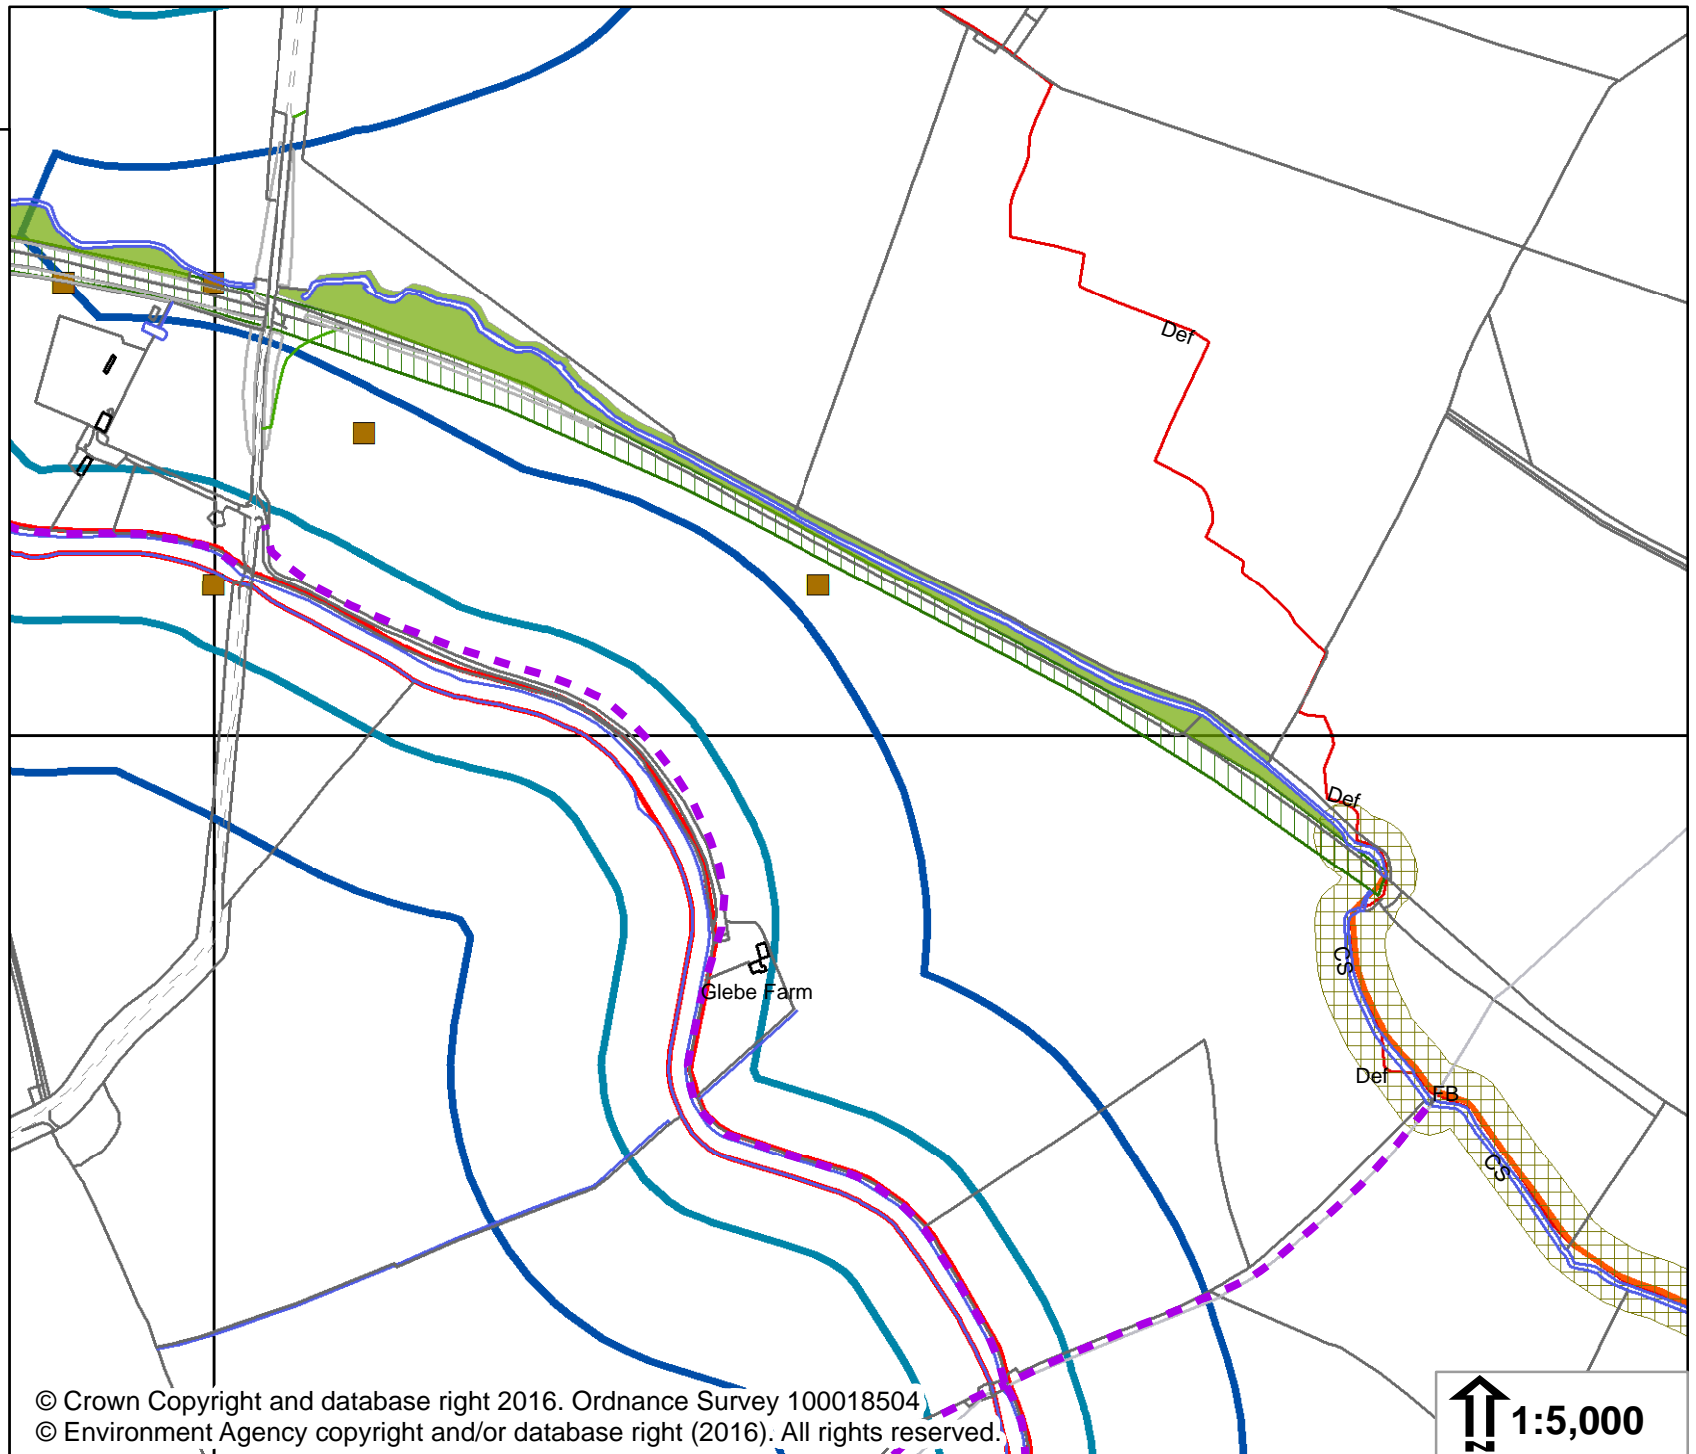 Def
Def
CS
Glebe Farm
Def
FB
CS
© Crown Copyright and database right 2016. Ordnance Survey 100018504
© Environment Agency copyright and/or database right (2016). All rights reserved.
1:5,000
N